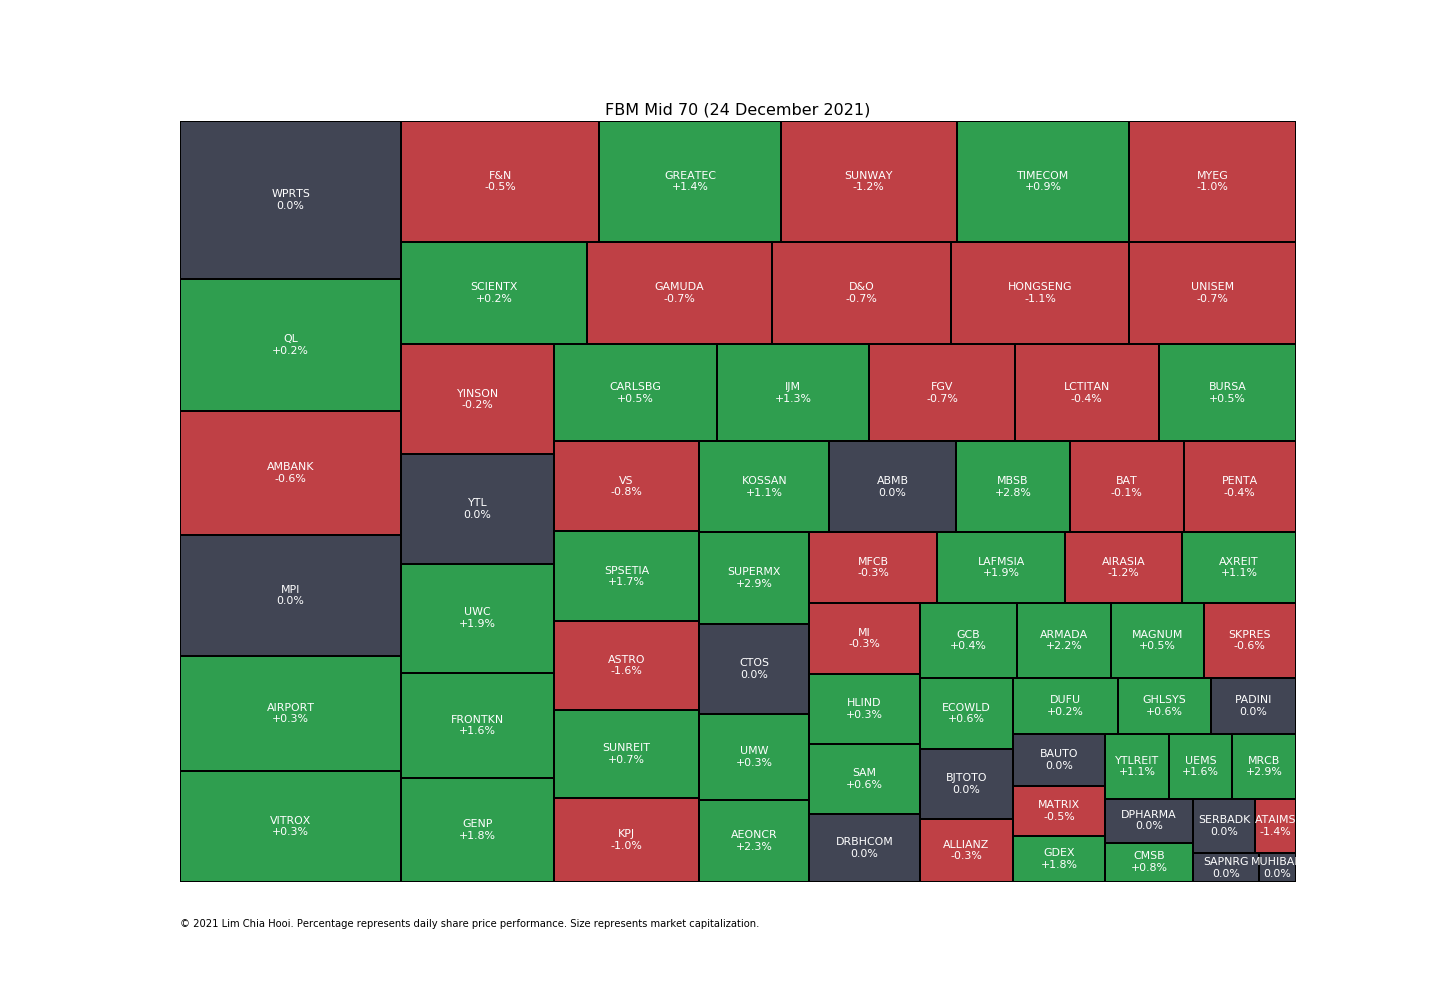 FBM Mid 70 (24 December 2021)
WPRTS
0.0%
QL
+0.2%
AMBANK
-0.6%
MPI
0.0%
AIRPORT
+0.3%
VITROX
+0.3%
F&N
-0.5%
GREATEC
+1.4%
SUNWAY
-1.2%
TIMECOM
+0.9%
MYEG
-1.0%
SCIENTX
+0.2%
GAMUDA
-0.7%
D&O
-0.7%
HONGSENG
-1.1%
UNISEM
-0.7%
YINSON
-0.2%
YTL
0.0%
UWC
+1.9%
FRONTKN
+1.6%
GENP
+1.8%
CARLSBG
+0.5%
IJM
+1.3%
FGV
-0.7%
LCTITAN
-0.4%
BURSA
+0.5%
VS
-0.8%
SPSETIA
+1.7%
ASTRO
-1.6%
SUNREIT
+0.7%
KPJ
-1.0%
KOSSAN
+1.1%
ABMB
0.0%
MBSB
+2.8%
BAT
-0.1%
PENTA
-0.4%
SUPERMX
+2.9%
CTOS
0.0%
UMW
+0.3%
AEONCR
+2.3%
MFCB
-0.3%
LAFMSIA
+1.9%
AIRASIA
-1.2%
AXREIT
+1.1%
MI
-0.3%
HLIND
+0.3%
SAM
+0.6%
DRBHCOM
0.0%
GCB
+0.4%
ARMADA
+2.2%
MAGNUM
+0.5%
SKPRES
-0.6%
ECOWLD
+0.6%
BJTOTO
0.0%
ALLIANZ
-0.3%
DUFU
+0.2%
GHLSYS
+0.6%
PADINI
0.0%
BAUTO
0.0%
MATRIX
-0.5%
GDEX
+1.8%
YTLREIT
+1.1%
UEMS
+1.6%
MRCB
+2.9%
DPHARMA
0.0%
CMSB
+0.8%
SERBADK
0.0%
ATAIMS
-1.4%
SAPNRG
0.0%
0.0%
© 2021 Lim Chia Hooi. Percentage represents daily share price performance. Size represents market capitalization.